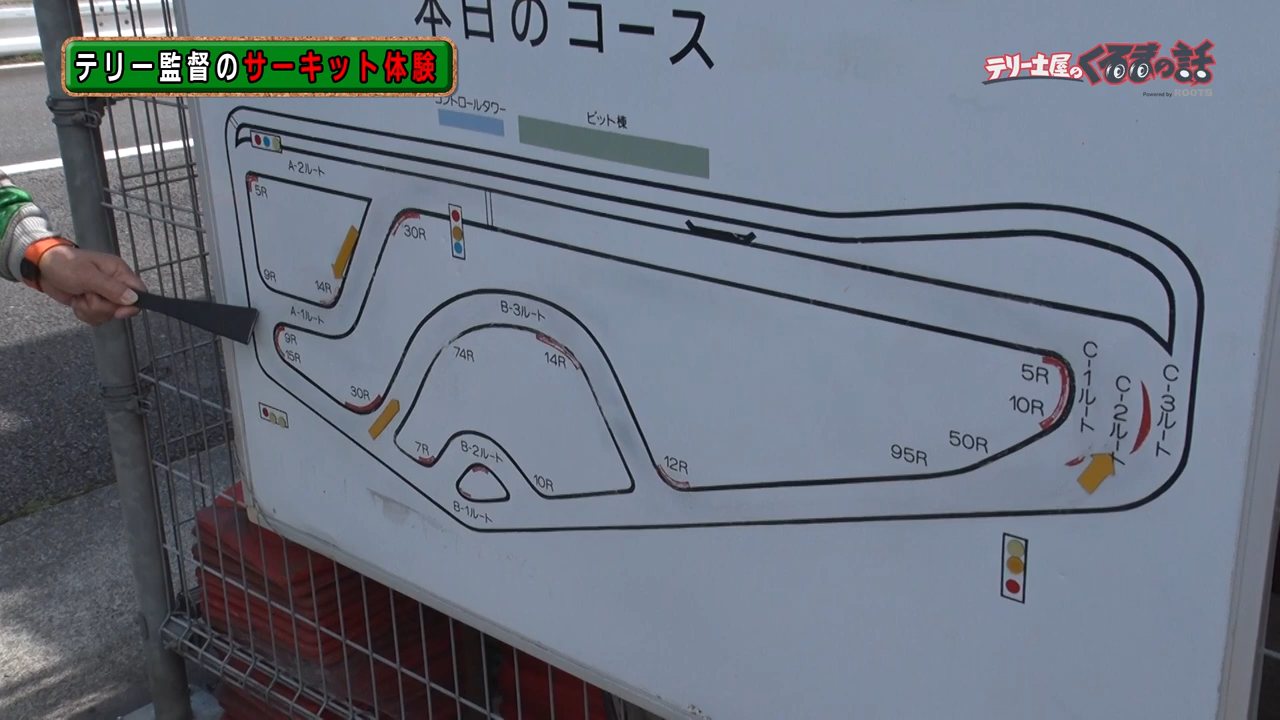 本日のコース
テリー監督のサーキット体験
テリー土屋のくるまの話
Powered by ROOTS
コントロールタワー
ピット棟
A-2ルート
5R
30R
9R
14R
A-1ルート
9R
15R
30R
B-3ルート
74R
14R
7R
B-2ルート
10R
B-1ルート
12R
95R
50R
5R
10R
C-1ルート
C-2ルート
C-3ルート